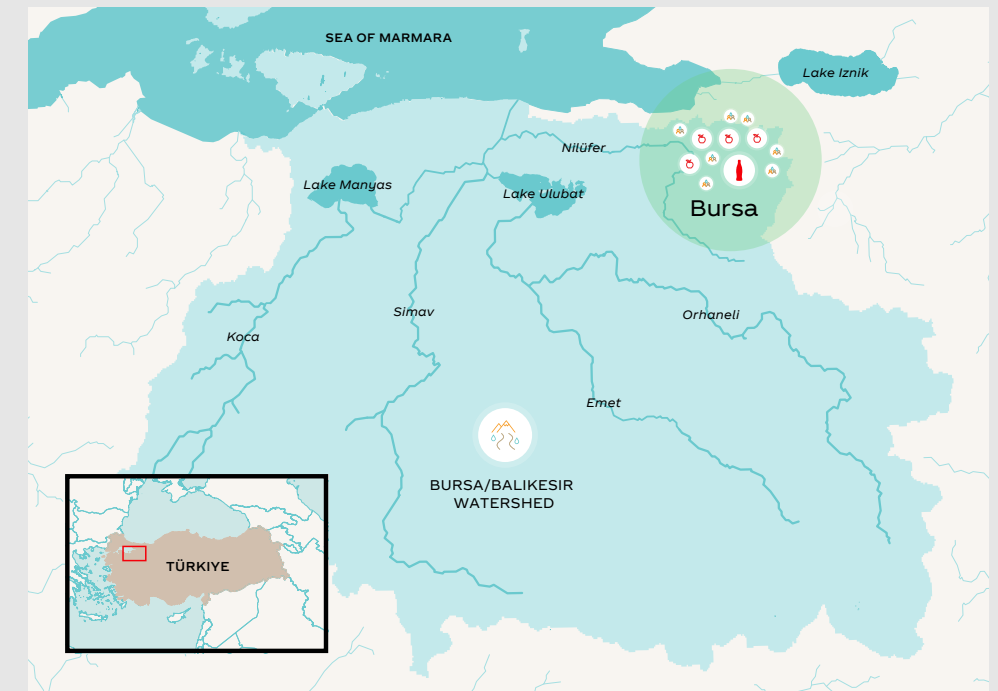 SEA OF MARMARA
Lake Iznik
Nilüfer
Lake Manyas
Lake Ulubat
Bursa
Simav
Orhaneli
Koca
Emet
BURSA/BALIKESIR
WATERSHED
TÜRKIYE